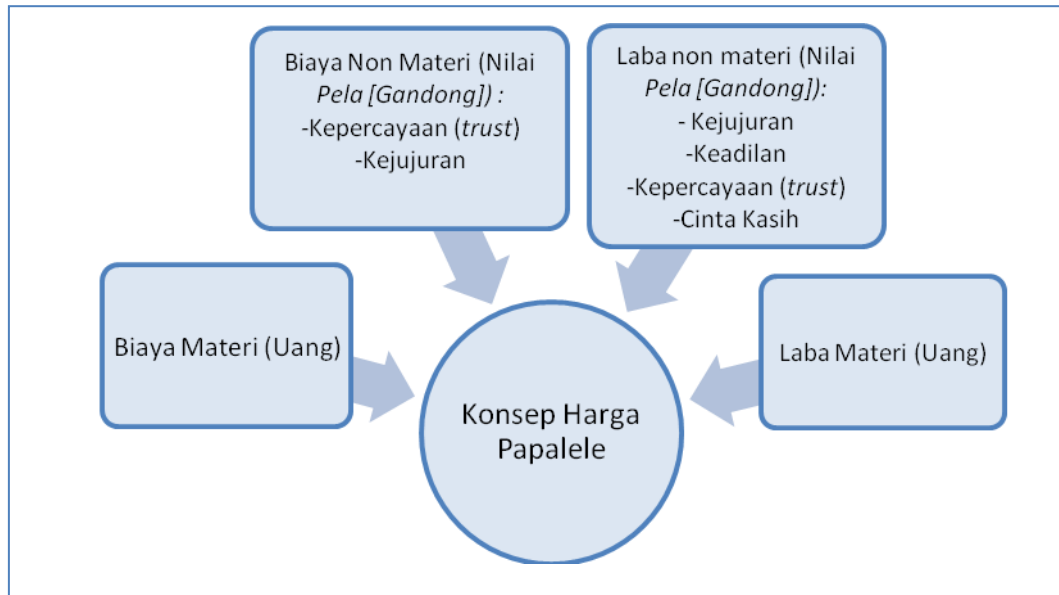 Biaya Non Materi (Nilai
Pela [Gandong]) :
-Kepercayaan (trust)
-Kejujuran
Laba non materi (Nilai
Pela [Gandong]):
- Kejujuran
-Keadilan
-Kepercayaan (trust)
-Cinta Kasih
Biaya Materi (Uang)
Laba Materi (Uang)
Konsep Harga
Papalele